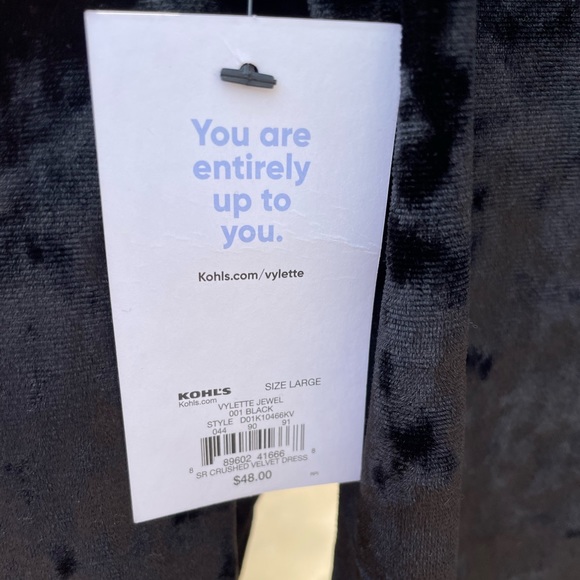 You are
entirely
up to
you.
Kohls.com/vylette
KOHL'S SIZE LARGE
Kohls.com
VYLETTE JEWEL
001 BLACK
STYLE D01K10466KV
044 90 91
8 89602 41666 8
SR CRUSHED VELVET DRESS
$48.00